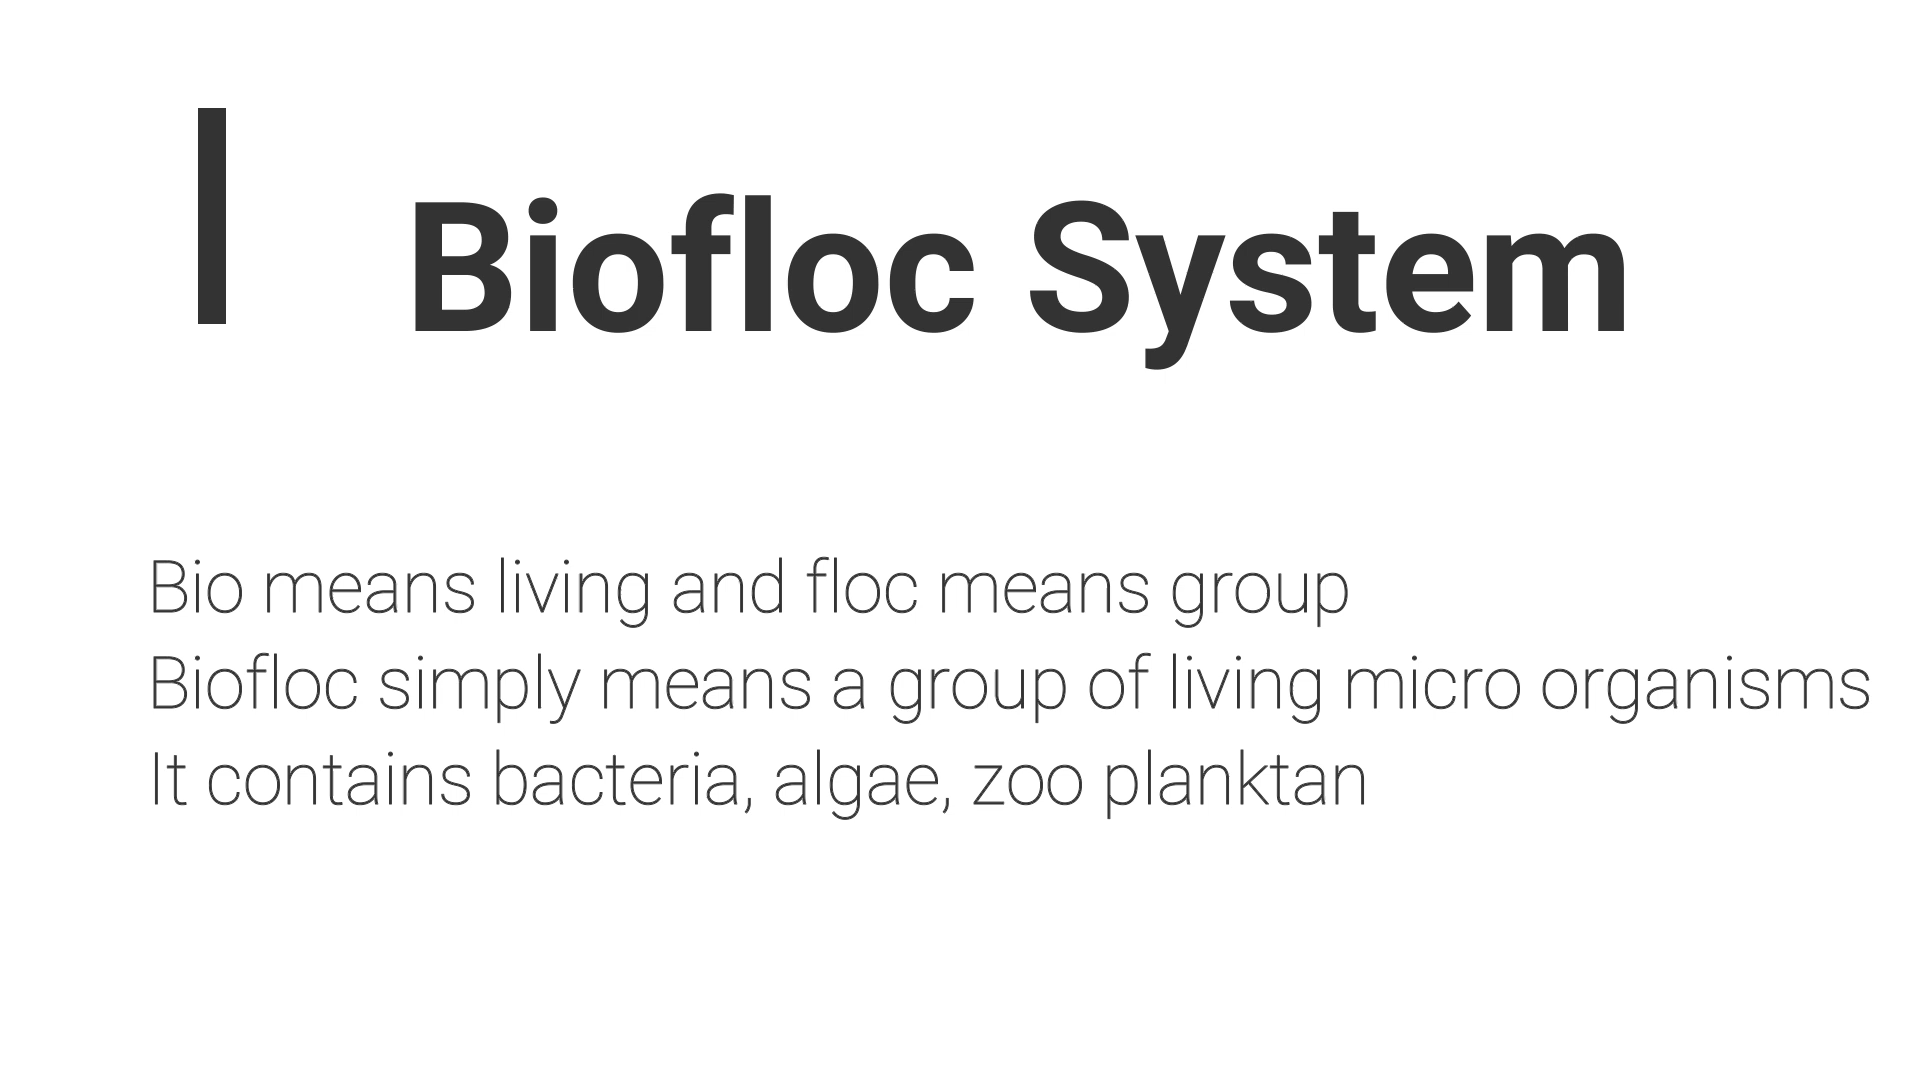 Biofloc System
Bio means living and floc means group
Biofloc simply means a group of living micro organisms
It contains bacteria, algae, zoo planktan